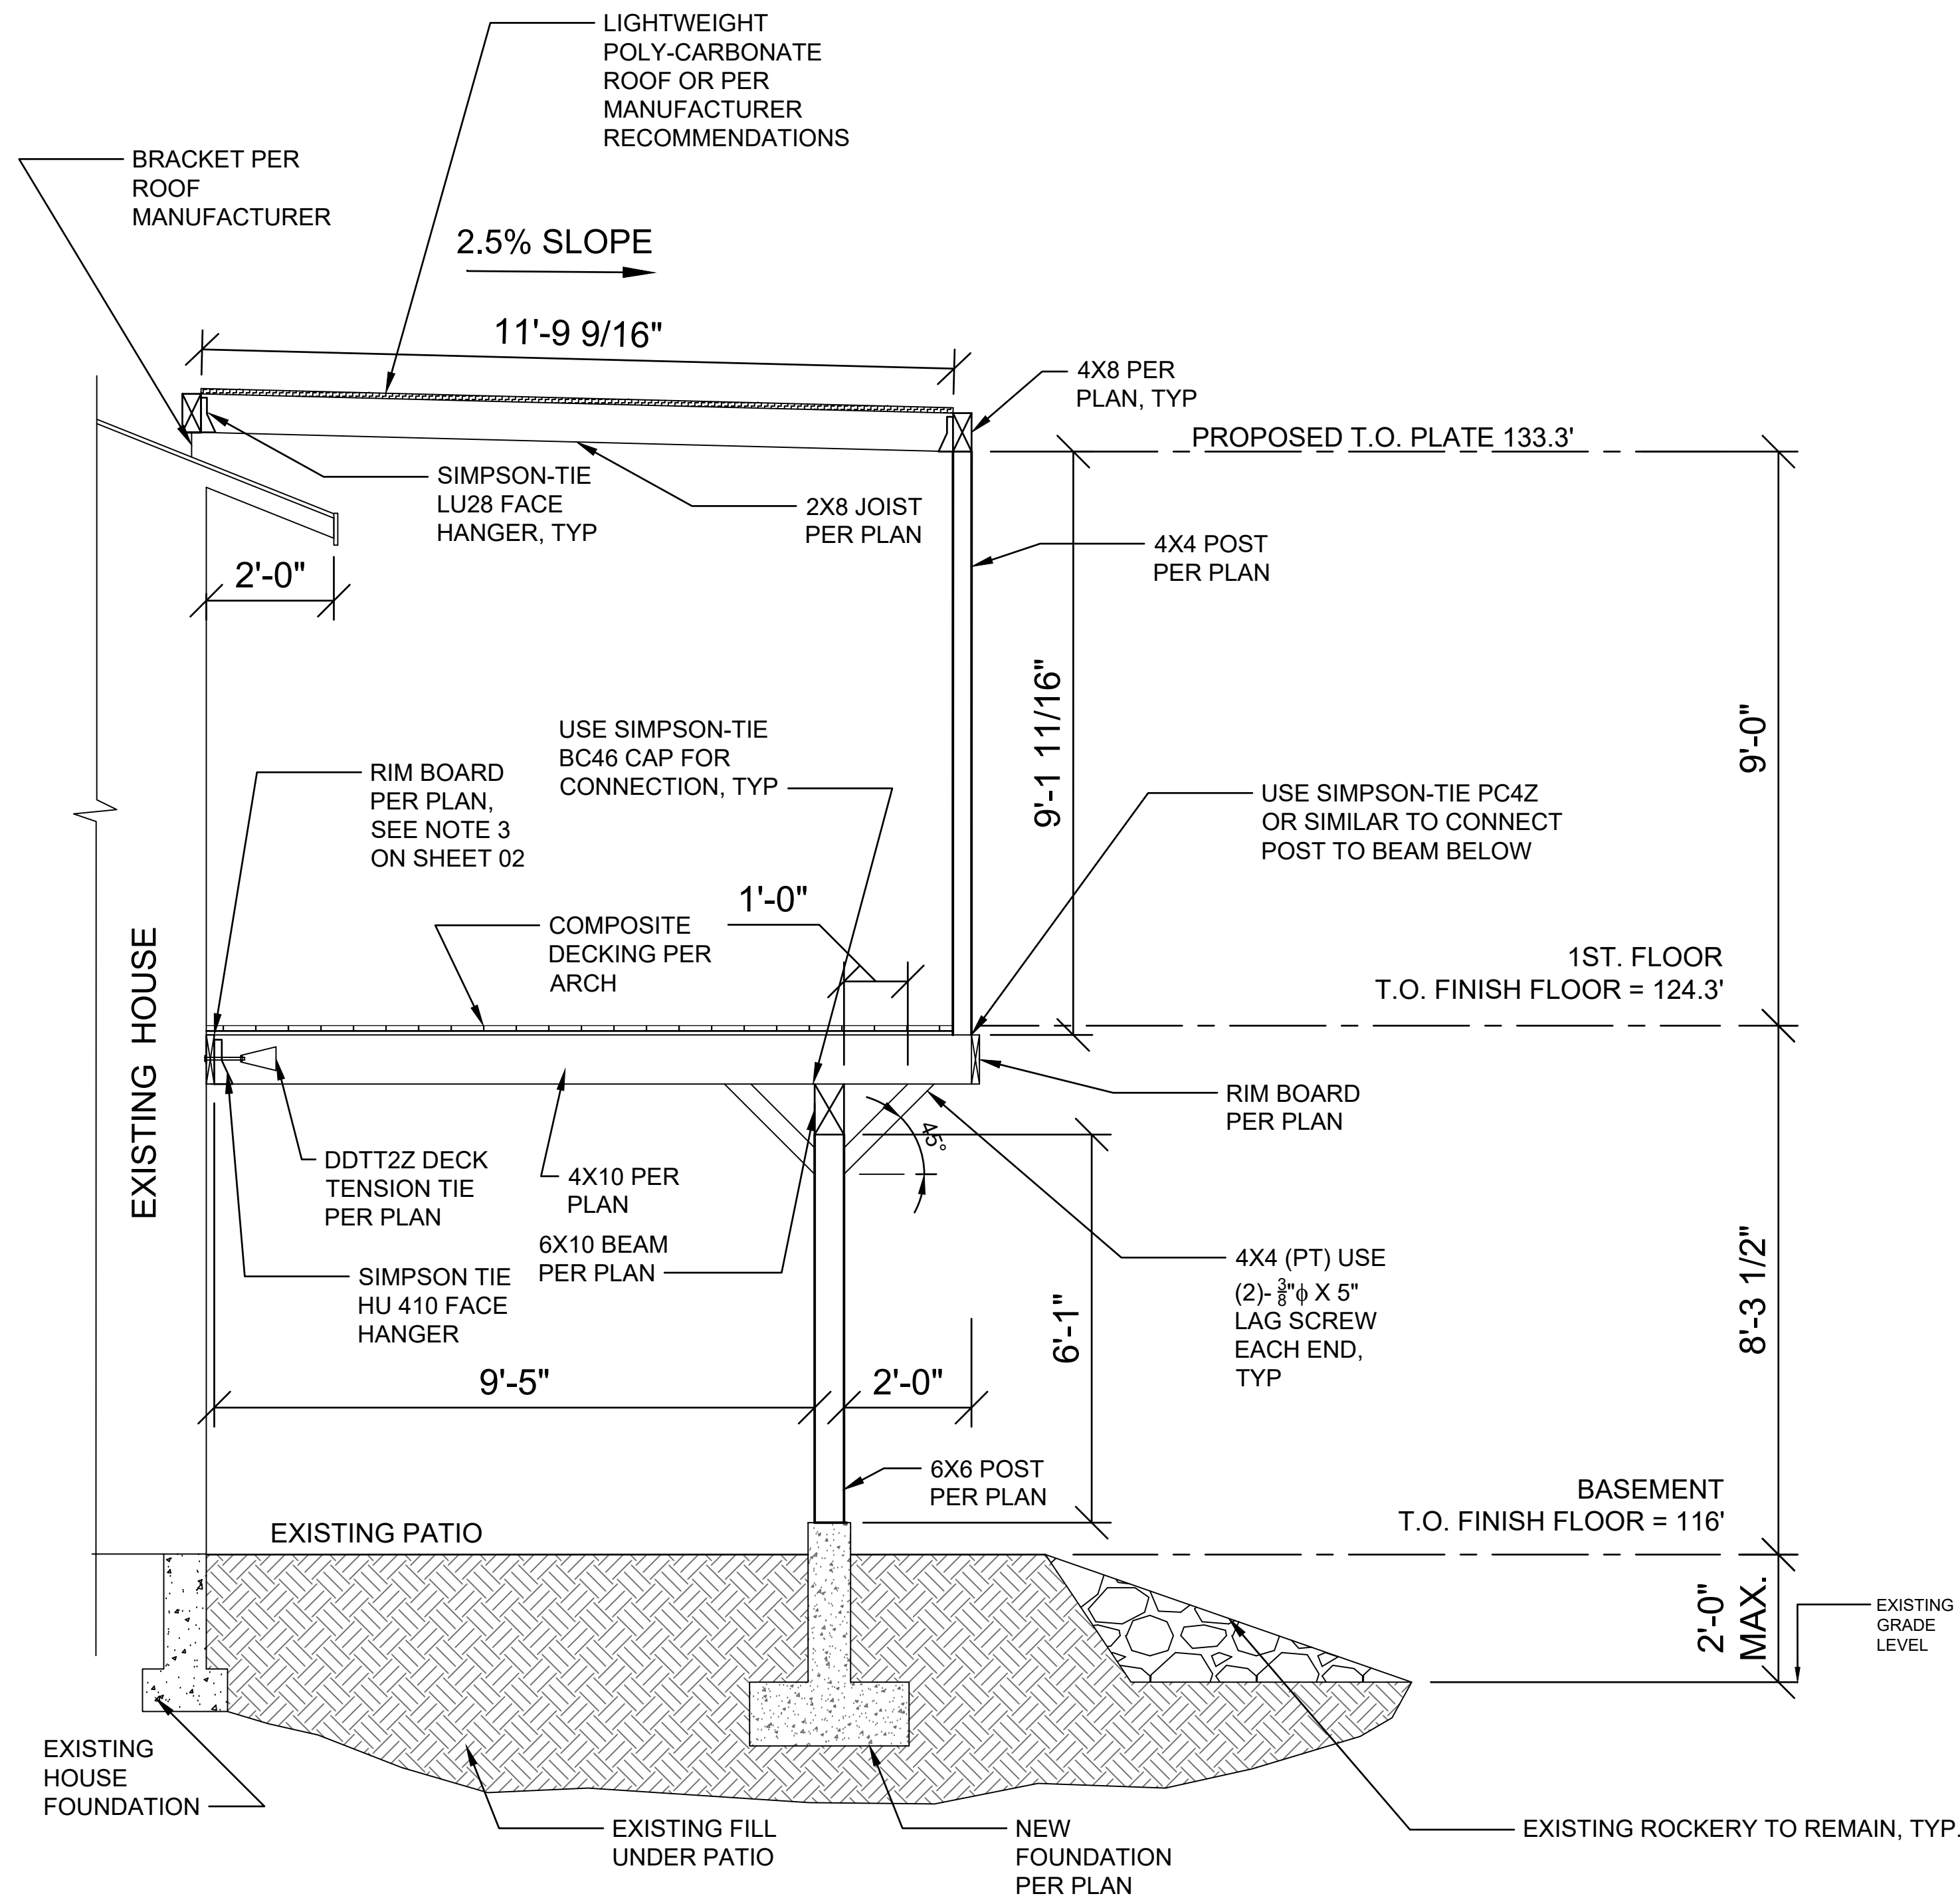 LIGHTWEIGHT
POLY-CARBONATE
ROOF OR PER
MANUFACTURER
RECOMMENDATIONS
BRACKET PER
ROOF
MANUFACTURER
2.5% SLOPE
11'-9 9/16"
4X8 PER
PLAN, TYP
PROPOSED T.O. PLATE 133.3'
SIMPSON-TIE
LU28 FACE
HANGER, TYP
2X8 JOIST
PER PLAN
4X4 POST
PER PLAN
2'-0"
9'-1 11/16"
9'-0"
USE SIMPSON-TIE
BC46 CAP FOR
CONNECTION, TYP
RIM BOARD
PER PLAN,
SEE NOTE 3
ON SHEET 02
USE SIMPSON-TIE PC4Z
OR SIMILAR TO CONNECT
POST TO BEAM BELOW
1'-0"
COMPOSITE
DECKING PER
ARCH
1ST. FLOOR
T.O. FINISH FLOOR = 124.3'
EXISTING HOUSE
RIM BOARD
PER PLAN
45°
DDTT2Z DECK
TENSION TIE
PER PLAN
4X10 PER
PLAN
6X10 BEAM
PER PLAN
SIMPSON TIE
HU 410 FACE
HANGER
4X4 (PT) USE
(2)- 3/8"ϕ X 5"
LAG SCREW
EACH END,
TYP
6'-1"
8'-3 1/2"
9'-5"
2'-0"
6X6 POST
PER PLAN
BASEMENT
T.O. FINISH FLOOR = 116'
EXISTING PATIO
2'-0"
MAX.
EXISTING
GRADE
LEVEL
EXISTING
HOUSE
FOUNDATION
EXISTING FILL
UNDER PATIO
NEW
FOUNDATION
PER PLAN
EXISTING ROCKERY TO REMAIN, TYP.